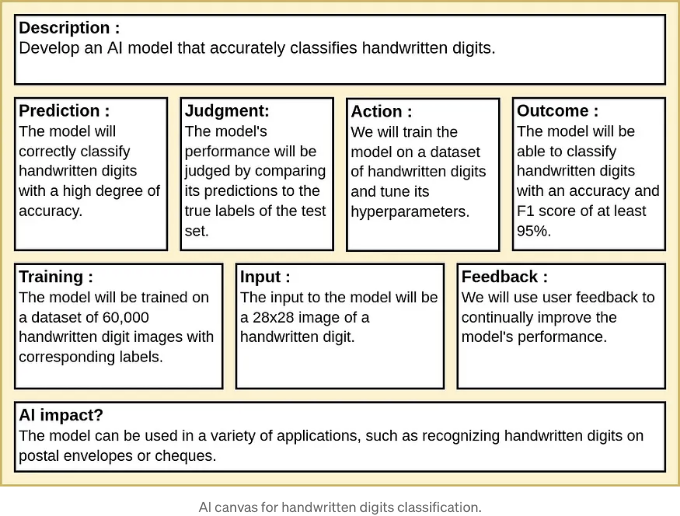 Description :
Develop an AI model that accurately classifies handwritten digits.
Prediction :
The model will
correctly classify
handwritten digits
with a high degree of
accuracy.
Judgment:
The model's
performance will be
judged by comparing
its predictions to the
true labels of the test
set.
Action :
We will train the
model on a dataset
of handwritten digits
and tune its
hyperparameters.
Outcome :
The model will be
able to classify
handwritten digits
with an accuracy and
F1 score of at least
95%.
Training :
The model will be trained on
a dataset of 60,000
handwritten digit images with
corresponding labels.
Input :
The input to the model will be
a 28x28 image of a
handwritten digit.
Feedback :
We will use user feedback to
continually improve the
model's performance.
AI impact?
The model can be used in a variety of applications, such as recognizing handwritten digits on
postal envelopes or cheques.
AI canvas for handwritten digits classification.